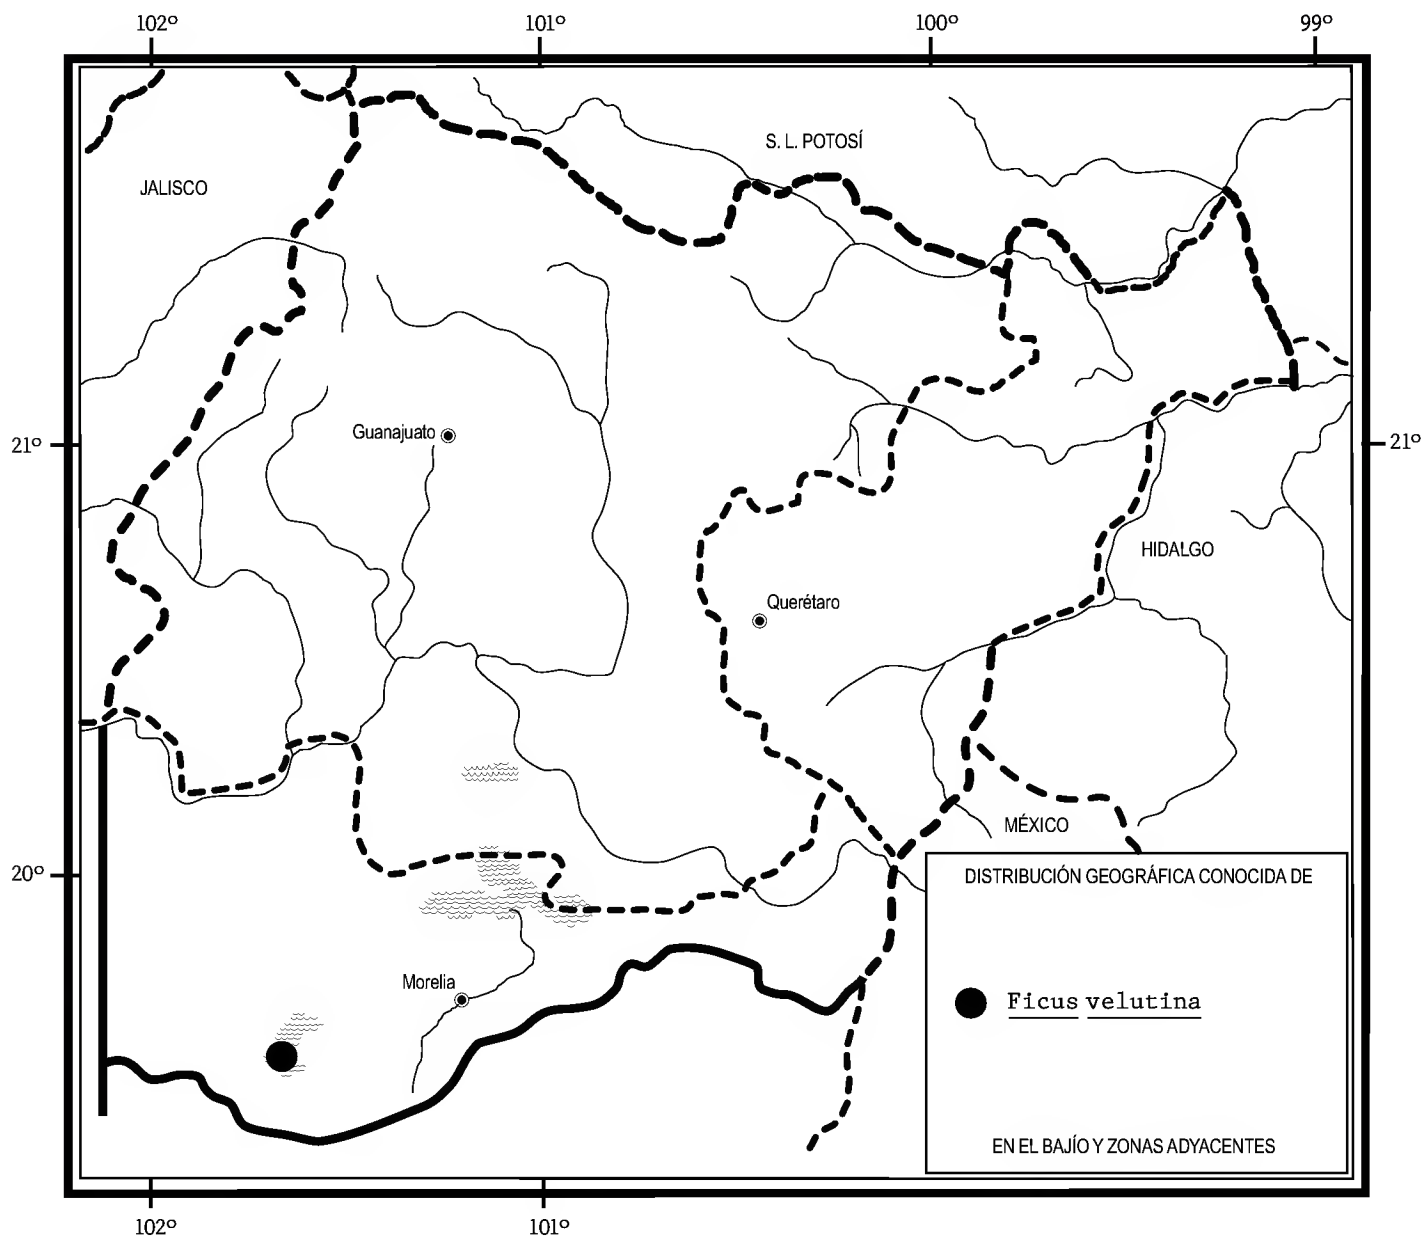 102º 101º 100º 99º
S. L. POTOSÍ
JALISCO
Guanajuato
21º 21º
HIDALGO
Querétaro
MÉXICO
20º
DISTRIBUCIÓN GEOGRÁFICA CONOCIDA DE
Morelia
Ficus velutina
EN EL BAJÍO Y ZONAS ADYACENTES
102º 101º